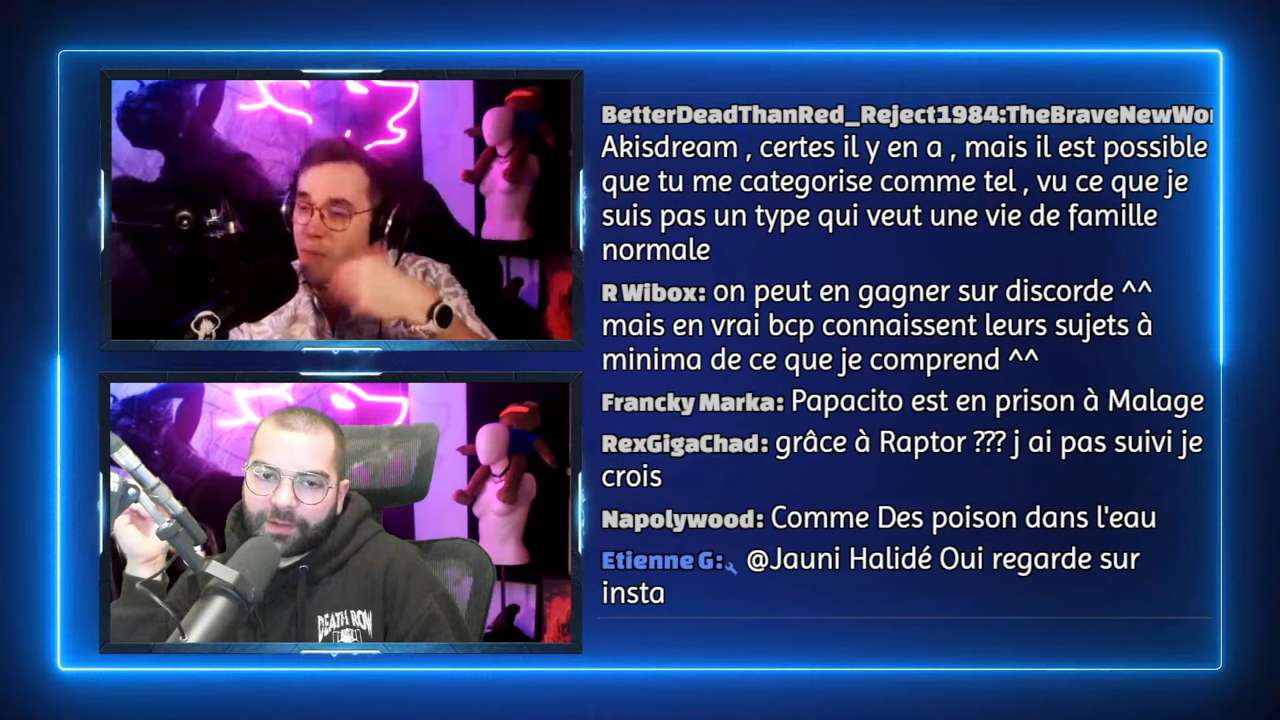 BetterDeadThanRed_Reject1984:TheBraveNewWo
Akisdream , certes il y en a , mais il est possible
que tu me categorise comme tel , vu ce que je
suis pas un type qui veut une vie de famille
normale
R Wibox: on peut en gagner sur discorde ^^
mais en vrai bcp connaissent leurs sujets à
minima de ce que je comprend ^^
Francky Marka: Papacito est en prison à Malage
RexGigaChad: grâce à Raptor ??? j ai pas suivi je
crois
Napolywood: Comme Des poison dans l'eau
Etienne G: @Jauni Halidé Oui regarde sur
insta
DEATH ROW